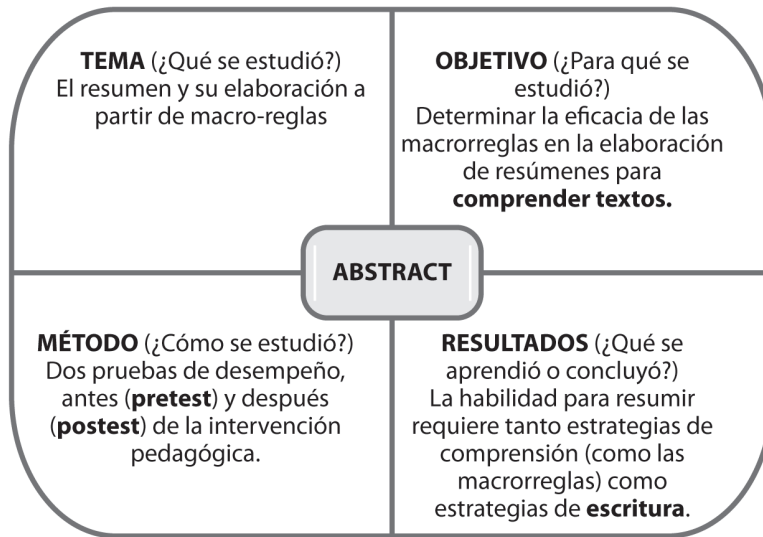 TEMA (¿Qué se estudió?)
El resumen y su elaboración a
partir de macro-reglas
OBJETIVO (¿Para qué se
estudió?)
Determinar la eficacia de las
macrorreglas en la elaboración
de resúmenes para
comprender textos.
ABSTRACT
MÉTODO (¿Cómo se estudió?)
Dos pruebas de desempeño,
antes (pretest) y después
(postest) de la intervención
pedagógica.
RESULTADOS (¿Qué se
aprendió o concluyó?)
La habilidad para resumir
requiere tanto estrategias de
comprensión (como las
macrorreglas) como
estrategias de escritura.